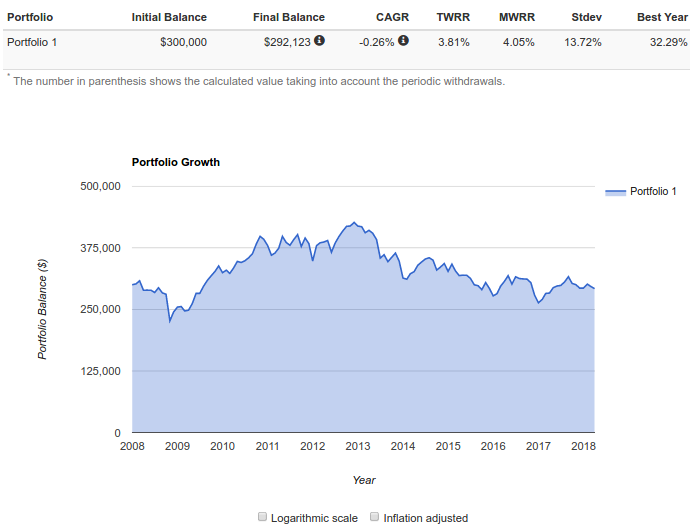 Portfolio Initial Balance Final Balance CAGR TWRR MWRR Stdev Best Year
Portfolio 1 $300,000 $292,123 -0.26% 3.81% 4.05% 13.72% 32.29%
* The number in parenthesis shows the calculated value taking into account the periodic withdrawals.
Portfolio Growth
500,000
Portfolio 1
375,000
Portfolio Balance ($)
250,000
125,000
0
2008 2009 2010 2011 2012 2013 2014 2015 2016 2017 2018
Year
Logarithmic scale Inflation adjusted